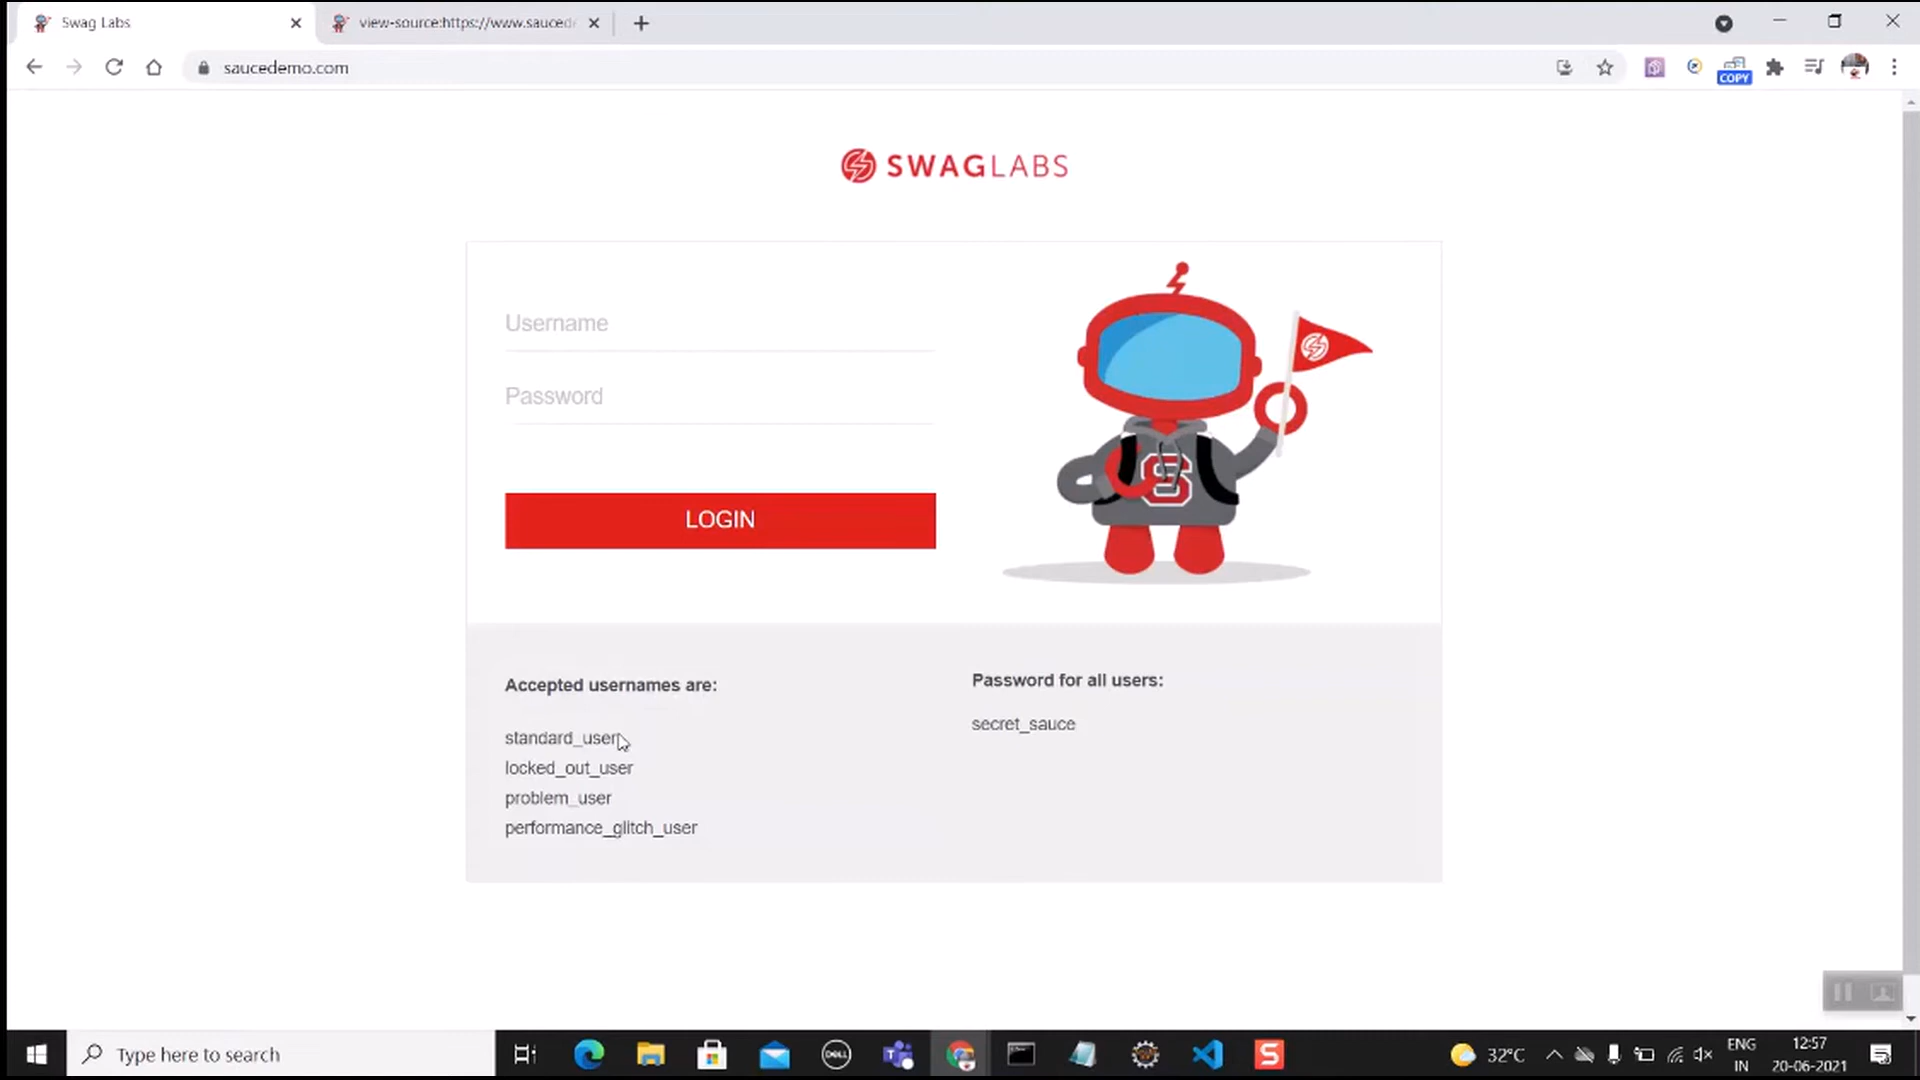 Swag Labs
view-source:https://www.sauced
saucedemo.com
COPY
SWAGLABS
Username
Password
LOGIN
S
Accepted usernames are:
standard_user
locked_out_user
problem_user
performance_glitch_user
Password for all users:
secret_sauce
Type here to search
DELL
S
32°C
ENG
IN
12:57
20-06-2021